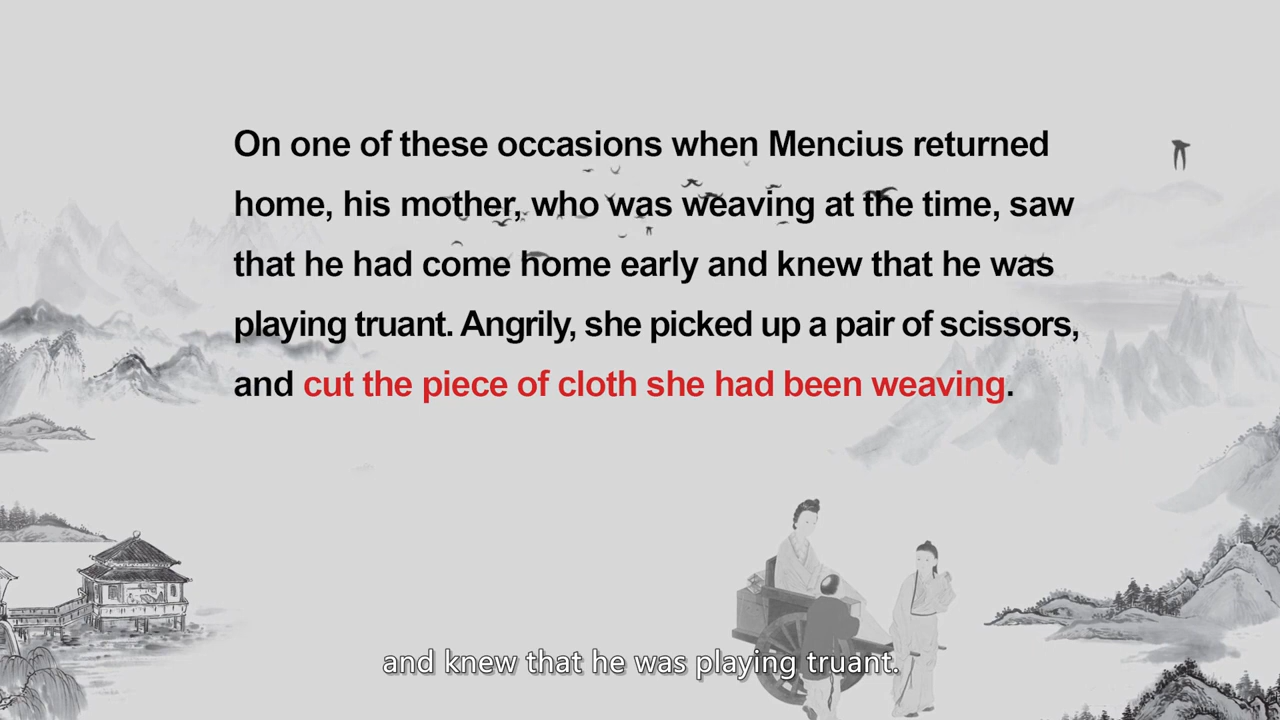 On one of these occasions when Mencius returned
home, his mother, who was weaving at the time, saw
that he had come home early and knew that he was
playing truant. Angrily, she picked up a pair of scissors,
and cut the piece of cloth she had been weaving.
and knew that he was playing truant.